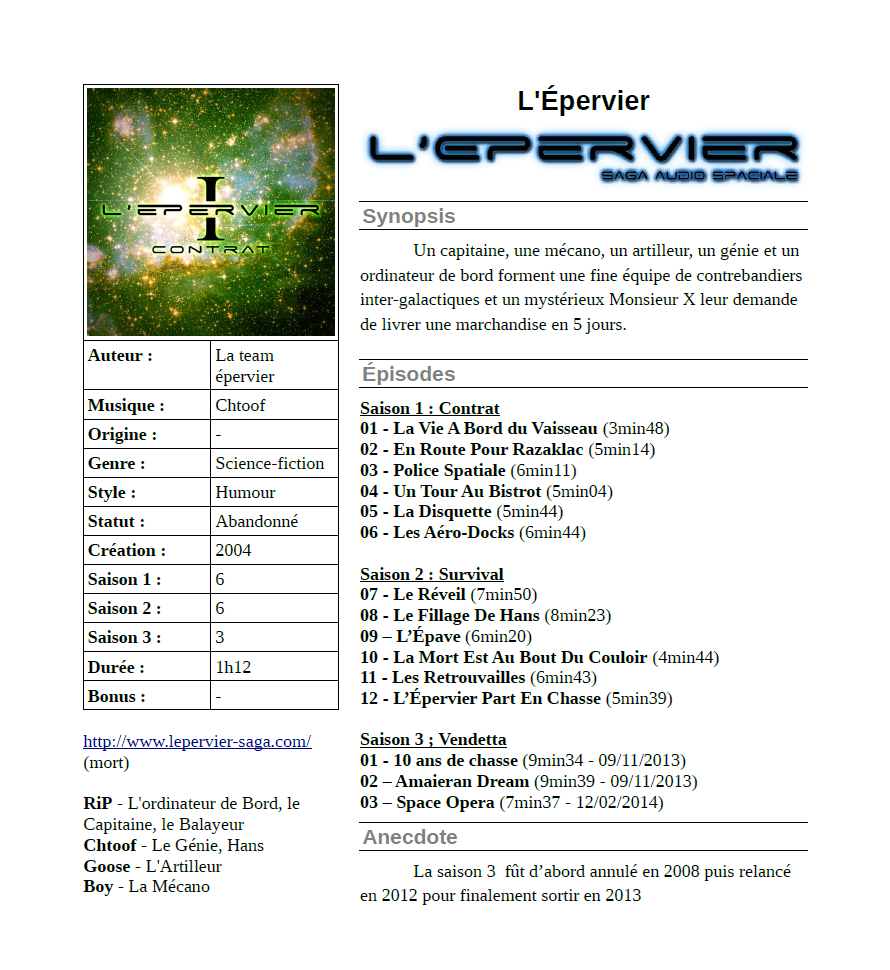 L'EPERVIER
I
CONTRAT
Auteur :
La team
épervier
Musique :
Chtoof
Origine :
-
Genre :
Science-fiction
Style :
Humour
Statut :
Abandonné
Création :
2004
Saison 1 :
6
Saison 2 :
6
Saison 3 :
3
Durée :
1h12
Bonus :
-
http://www.lepervier-saga.com/
(mort)
RiP - L'ordinateur de Bord, le
Capitaine, le Balayeur
Chtoof - Le Génie, Hans
Goose - L'Artilleur
Boy - La Mécano
L'Épervier
L'EPERVIER
SAGA AUDIO SPACIALE
Synopsis
Un capitaine, une mécano, un artilleur, un génie et un
ordinateur de bord forment une fine équipe de contrebandiers
inter-galactiques et un mystérieux Monsieur X leur demande
de livrer une marchandise en 5 jours.
Épisodes
Saison 1 : Contrat
01 - La Vie A Bord du Vaisseau (3min48)
02 - En Route Pour Razaklac (5min14)
03 - Police Spatiale (6min11)
04 - Un Tour Au Bistrot (5min04)
05 - La Disquette (5min44)
06 - Les Aéro-Docks (6min44)
Saison 2 : Survival
07 - Le Réveil (7min50)
08 - Le Fillage De Hans (8min23)
09 – L’Épave (6min20)
10 - La Mort Est Au Bout Du Couloir (4min44)
11 - Les Retrouvailles (6min43)
12 - L’Épervier Part En Chasse (5min39)
Saison 3 ; Vendetta
01 - 10 ans de chasse (9min34 - 09/11/2013)
02 – Amaieran Dream (9min39 - 09/11/2013)
03 – Space Opera (7min37 - 12/02/2014)
Anecdote
La saison 3  fût d’abord annulé en 2008 puis relancé
en 2012 pour finalement sortir en 2013